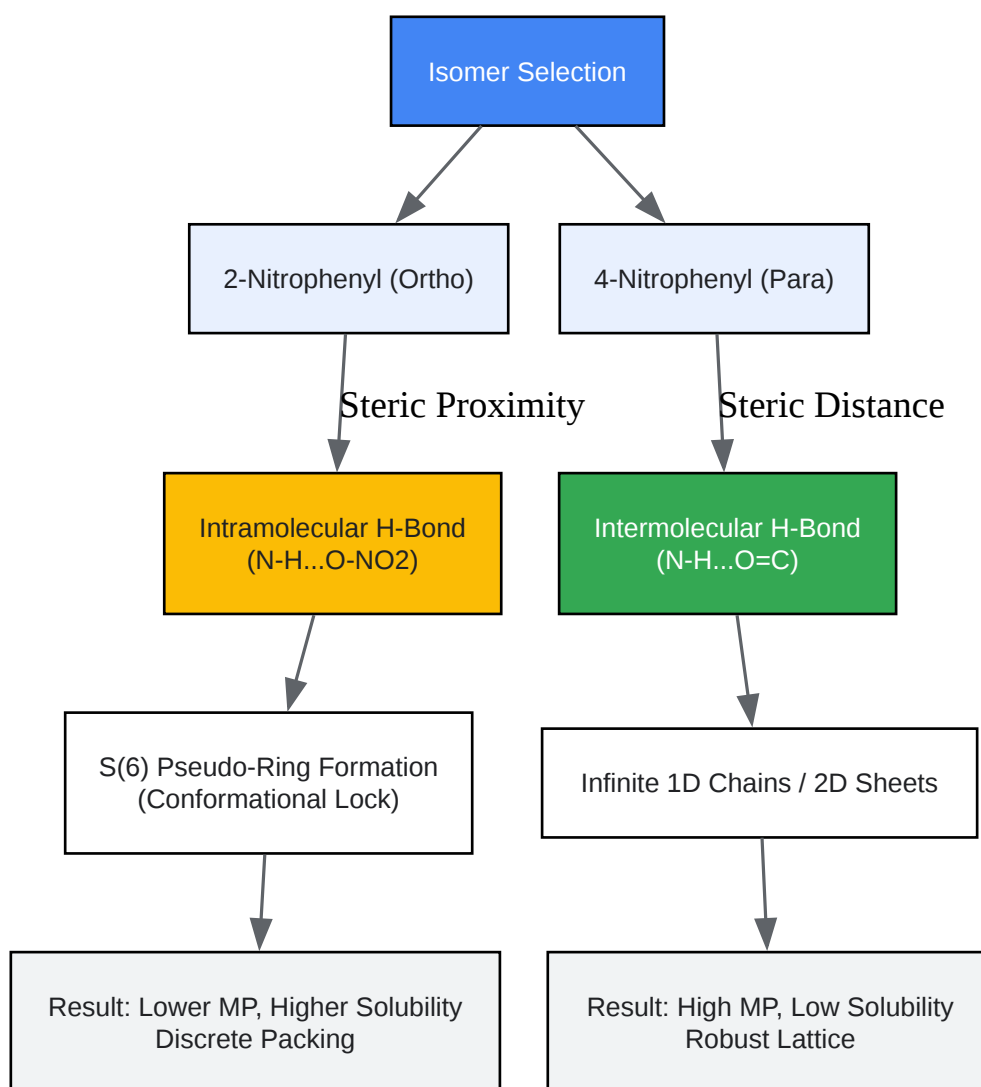 Isomer Selection
2-Nitrophenyl (Ortho)
4-Nitrophenyl (Para)
Steric Proximity
Steric Distance
Intramolecular H-Bond
(N-H...O-NO2)
Intermolecular H-Bond
(N-H...O=C)
S(6) Pseudo-Ring Formation
(Conformational Lock)
Infinite 1D Chains / 2D Sheets
Result: Lower MP, Higher Solubility
Discrete Packing
Result: High MP, Low Solubility
Robust Lattice